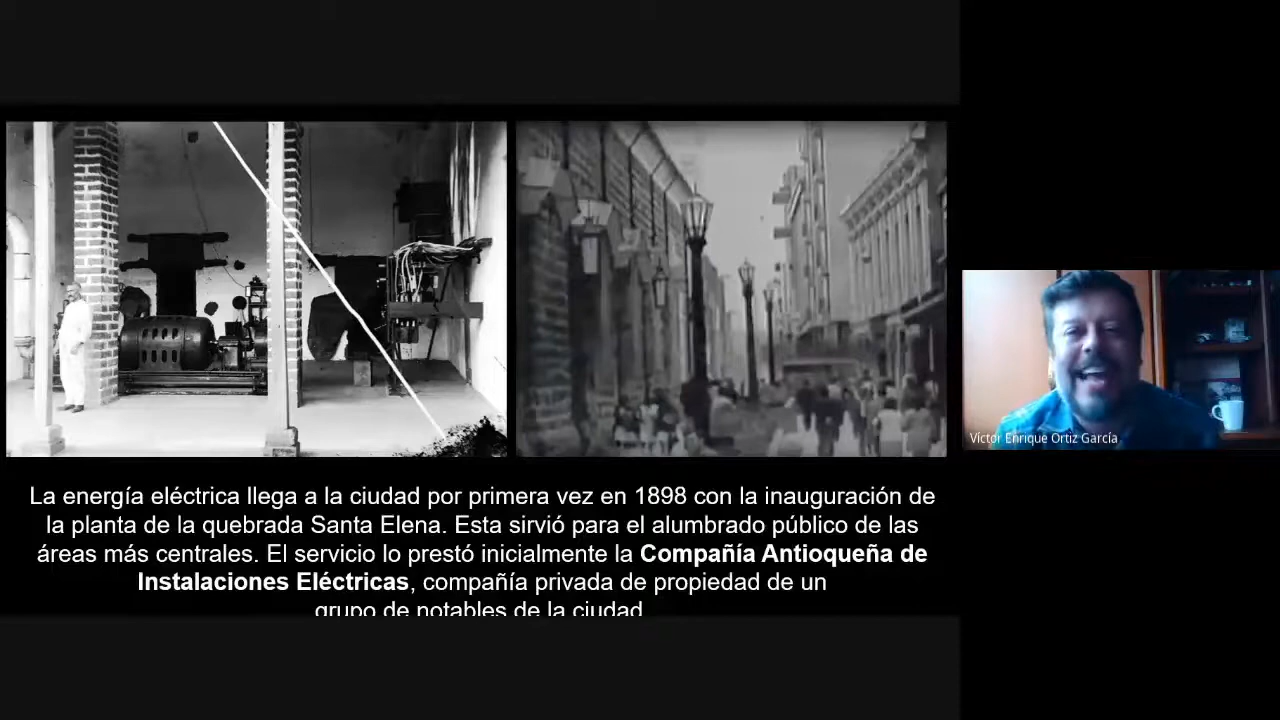 La energía eléctrica llega a la ciudad por primera vez en 1898 con la inauguración de
la planta de la quebrada Santa Elena. Esta sirvió para el alumbrado público de las
áreas más centrales. El servicio lo prestó inicialmente la Compañía Antioqueña de
Instalaciones Eléctricas, compañía privada de propiedad de un
grupo de notables de la ciudad
Víctor Enrique Ortiz García